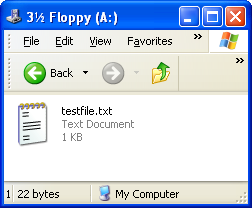 3½ Floppy (A:)
File Edit View Favorites »
Back »
testfile.txt
Text Document
1 KB
1 22 bytes My Computer